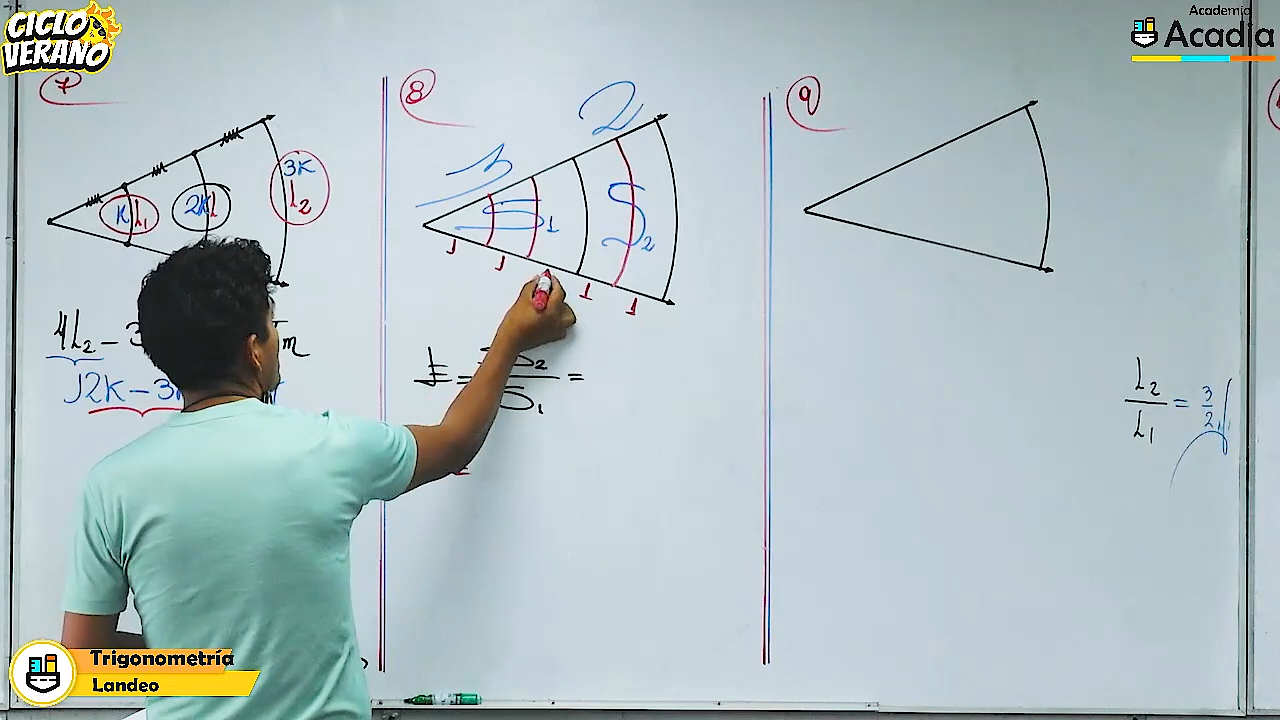 CICLO
VERANO
Academia
Acadia
7
3K
L2
K L1
2K L
4L2 - 3
m
12K - 3
8
3
2
S1
S2
1
1
1
1
E = S2 / S1 =
9
L2 / L1 = 3/2
Trigonometría
Landeo